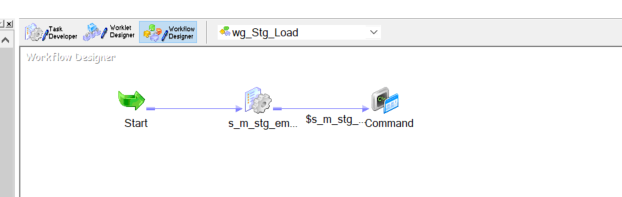 Task Developer
Worklet Designer
Workflow Designer
wg_Stg_Load
Workflow Designer
Start
s_m_stg_em...
$s_m_stg_...
Command